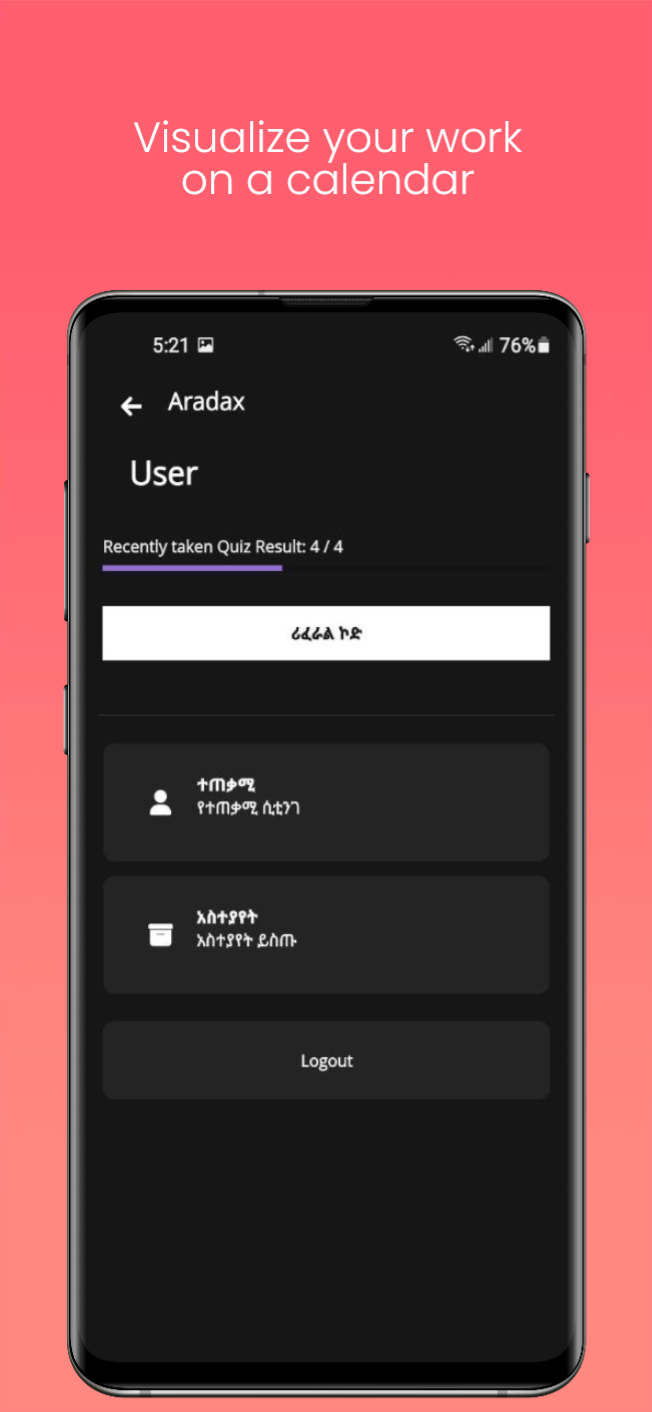 Visualize your work
on a calendar
5:21
76%
Aradax
User
Recently taken Quiz Result: 4 / 4
ሪፈራል ኮድ
ተጠቃሚ
የተጠቃሚ ሲቲንገ
አስተያየት
አስተያየት ይስጡ
Logout